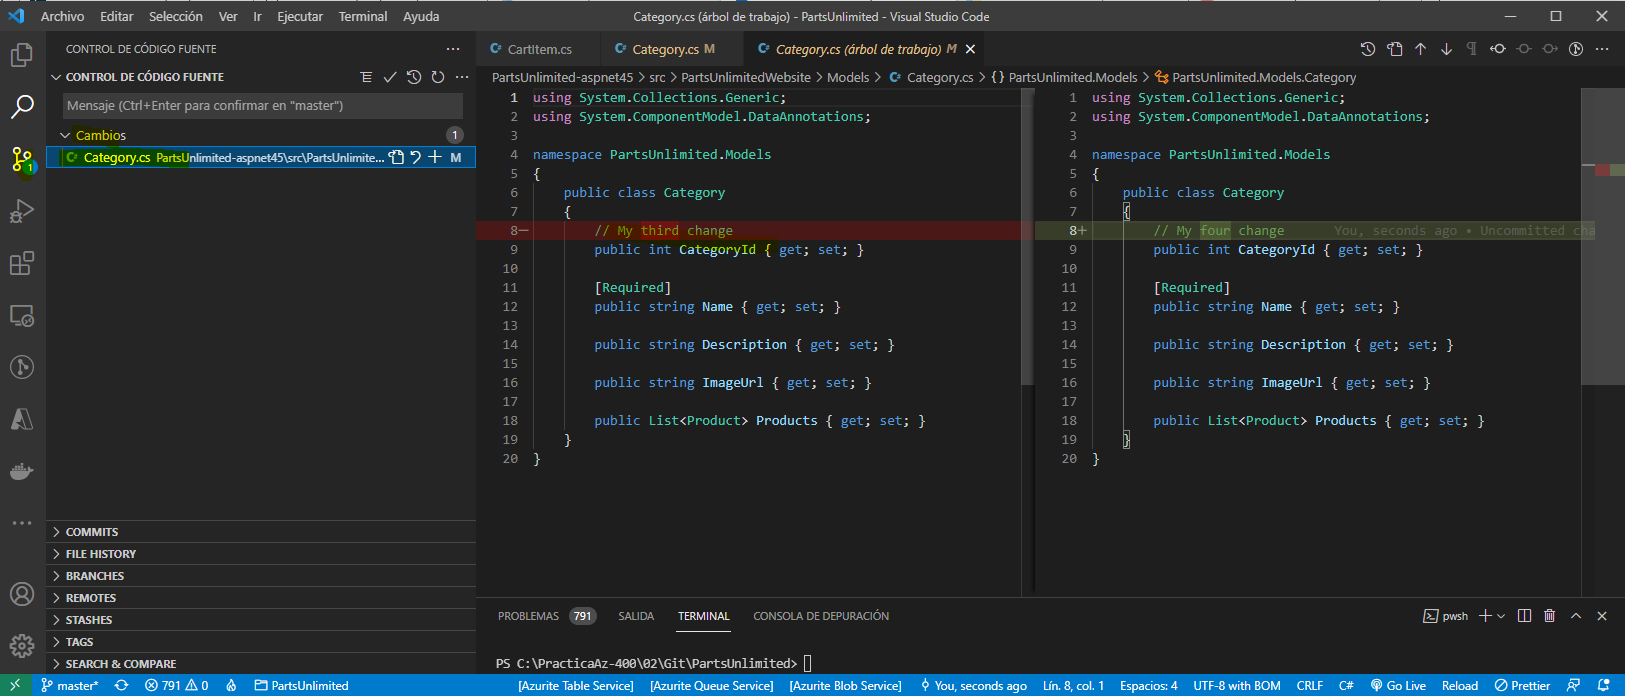 Archivo Editar Selección Ver Ir Ejecutar Terminal Ayuda
Category.cs (árbol de trabajo) - PartsUnlimited - Visual Studio Code
CONTROL DE CÓDIGO FUENTE
CONTROL DE CÓDIGO FUENTE
Mensaje (Ctrl+Enter para confirmar en "master")
Cambios 1
Category.cs PartsUnlimited-aspnet45\src\PartsUnlimite... M
1
COMMITS
FILE HISTORY
BRANCHES
REMOTES
STASHES
TAGS
SEARCH & COMPARE
CartItem.cs
Category.cs M
Category.cs (árbol de trabajo) M
PartsUnlimited-aspnet45 > src > PartsUnlimitedWebsite > Models > Category.cs > {} PartsUnlimited.Models > PartsUnlimited.Models.Category
1 using System.Collections.Generic;
2 using System.ComponentModel.DataAnnotations;
3
4 namespace PartsUnlimited.Models
5 {
6 public class Category
7 {
8− // My third change
9 public int CategoryId { get; set; }
10
11 [Required]
12 public string Name { get; set; }
13
14 public string Description { get; set; }
15
16 public string ImageUrl { get; set; }
17
18 public List<Product> Products { get; set; }
19 }
20 }
1 using System.Collections.Generic;
2 using System.ComponentModel.DataAnnotations;
3
4 namespace PartsUnlimited.Models
5 {
6 public class Category
7 {
8+ // My four change You, seconds ago • Uncommitted cha
9 public int CategoryId { get; set; }
10
11 [Required]
12 public string Name { get; set; }
13
14 public string Description { get; set; }
15
16 public string ImageUrl { get; set; }
17
18 public List<Product> Products { get; set; }
19 }
20 }
PROBLEMAS 791 SALIDA TERMINAL CONSOLA DE DEPURACIÓN
pwsh
PS C:\PracticaAz-400\02\Git\PartsUnlimited>
master* 791 0 PartsUnlimited [Azurite Table Service] [Azurite Queue Service] [Azurite Blob Service] You, seconds ago Lín. 8, col. 1 Espacios: 4 UTF-8 with BOM CRLF C# Go Live Reload Prettier